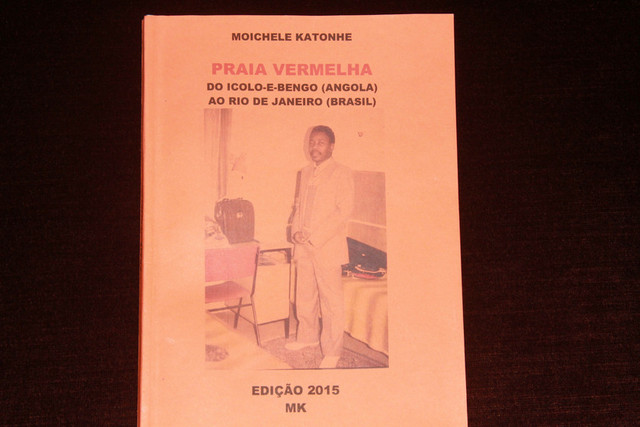 MOICHELE KATONHE
PRAIA VERMELHA
DO ICOLO-E-BENGO (ANGOLA)
AO RIO DE JANEIRO (BRASIL)
EDIÇÃO 2015
MK